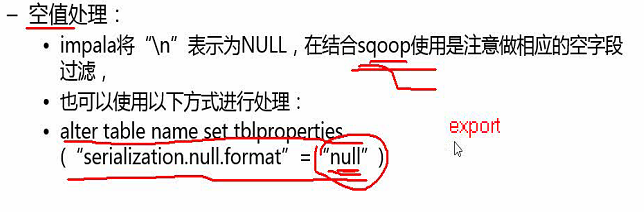 – 空值处理：
• impala将“\n”表示为NULL，在结合sqoop使用是注意做相应的空字段
过滤，
• 也可以使用以下方式进行处理：
• alter table name set tblproperties
（“serialization.null.format”=“null”）
export